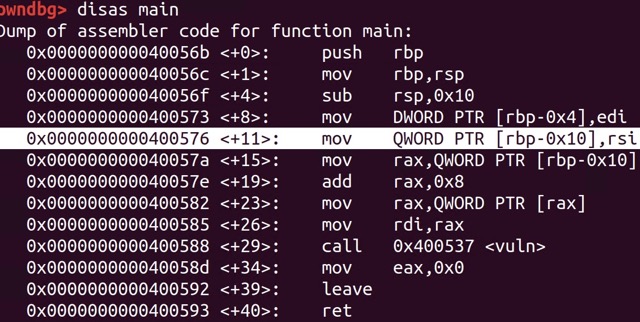 owndbg> disas main
Dump of assembler code for function main:
0x000000000040056b <+0>: push rbp
0x000000000040056c <+1>: mov rbp,rsp
0x000000000040056f <+4>: sub rsp,0x10
0x0000000000400573 <+8>: mov DWORD PTR [rbp-0x4],edi
0x0000000000400576 <+11>: mov QWORD PTR [rbp-0x10],rsi
0x000000000040057a <+15>: mov rax,QWORD PTR [rbp-0x10]
0x000000000040057e <+19>: add rax,0x8
0x0000000000400582 <+23>: mov rax,QWORD PTR [rax]
0x0000000000400585 <+26>: mov rdi,rax
0x0000000000400588 <+29>: call 0x400537 <vuln>
0x000000000040058d <+34>: mov eax,0x0
0x0000000000400592 <+39>: leave
0x0000000000400593 <+40>: ret